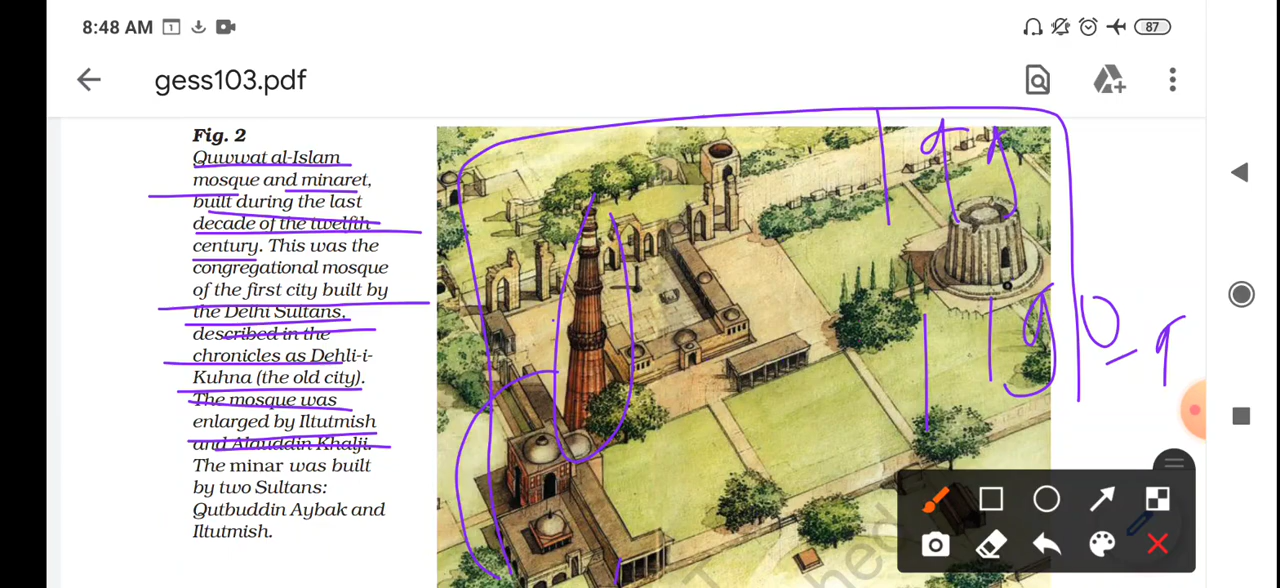 8:48 AM
1
87
gess103.pdf
Fig. 2
Quwwat al-Islam
mosque and minaret,
built during the last
decade of the twelfth
century. This was the
congregational mosque
of the first city built by
the Delhi Sultans,
described in the
chronicles as Dehli-i-
Kuhna (the old city).
The mosque was
enlarged by Iltutmish
and Alauddin Khalji.
The minar was built
by two Sultans:
Qutbuddin Aybak and
Iltutmish.